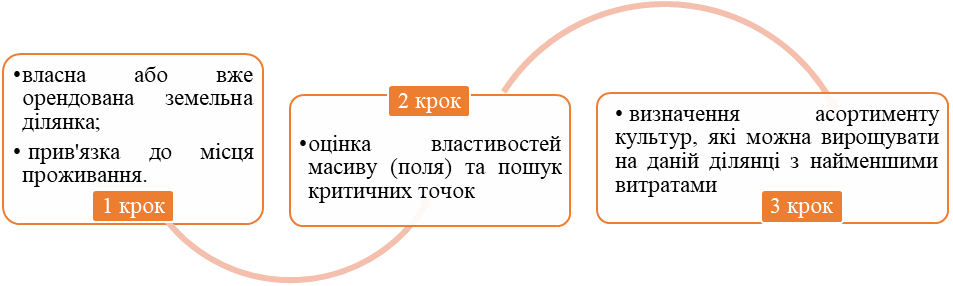 •власна або вже
орендована земельна
ділянка;
• прив'язка до місця
проживання.
1 крок
2 крок
•оцінка властивостей
масиву (поля) та пошук
критичних точок
• визначення асортименту
культур, які можна вирощувати
на даній ділянці з найменшими
витратами
3 крок